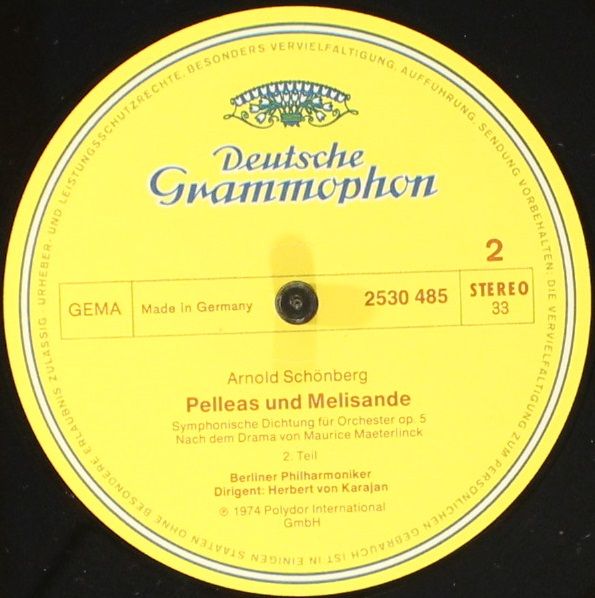 URHEBER- UND LEISTUNGSSCHUTZRECHTE, BESONDERS VERVIELFÄLTIGUNG, AUFFÜHRUNG, SENDUNG VORBEHALTEN; DIE VERVIELFÄLTIGUNG ZUM PERSÖNLICHEN GEBRAUCH IST IN EINIGEN STAATEN OHNE BESONDERE ERLAUBNIS ZULÄSSIG
Deutsche
Grammophon
2
GEMA Made in Germany 2530 485 STEREO
33
Arnold Schönberg
Pelleas und Melisande
Symphonische Dichtung für Orchester op. 5
Nach dem Drama von Maurice Maeterlinck
2. Teil
Berliner Philharmoniker
Dirigent: Herbert von Karajan
℗ 1974 Polydor International
GmbH